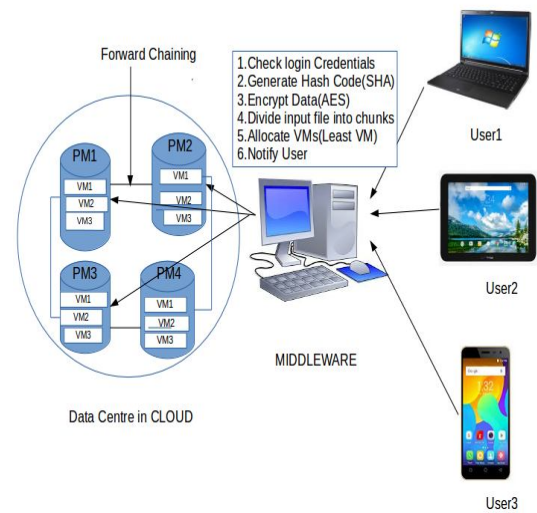 Forward Chaining
1.Check login Credentials
2.Generate Hash Code(SHA)
3.Encrypt Data(AES)
4.Divide input file into chunks
5.Allocate VMs(Least VM)
6.Notify User
User1
PM1
VM1
VM2
VM3
PM2
VM1
VM2
VM3
User2
PM3
VM1
VM2
VM3
PM4
VM1
VM2
VM3
MIDDLEWARE
Data Centre in CLOUD
User3